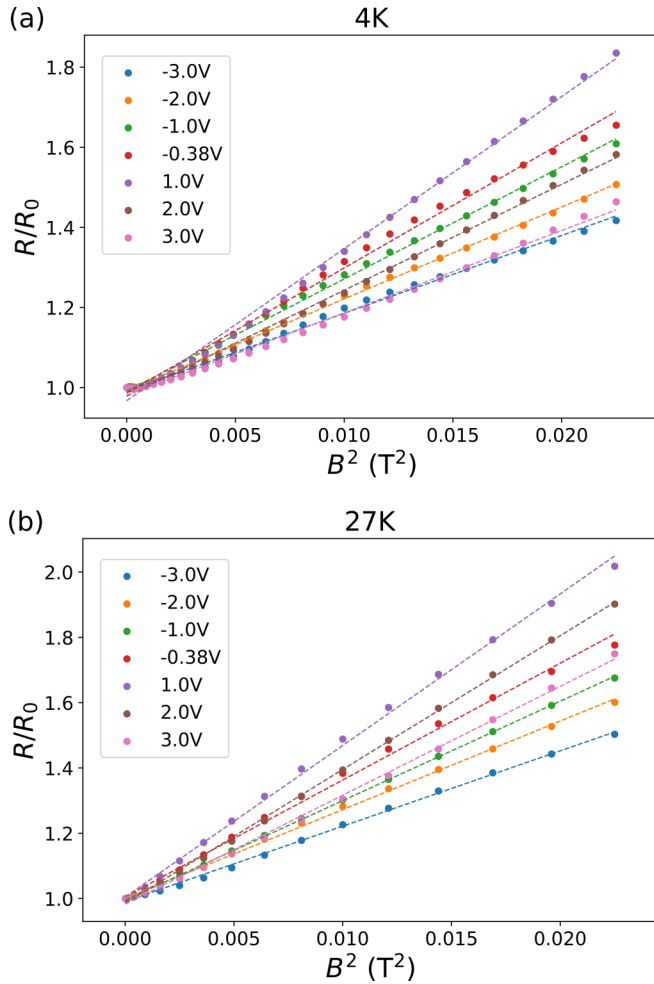 (a)
4K
R/R₀
1.8
1.6
1.4
1.2
1.0
-3.0V
-2.0V
-1.0V
-0.38V
1.0V
2.0V
3.0V
0.000 0.005 0.010 0.015 0.020
B² (T²)
(b)
27K
R/R₀
2.0
1.8
1.6
1.4
1.2
1.0
-3.0V
-2.0V
-1.0V
-0.38V
1.0V
2.0V
3.0V
0.000 0.005 0.010 0.015 0.020
B² (T²)